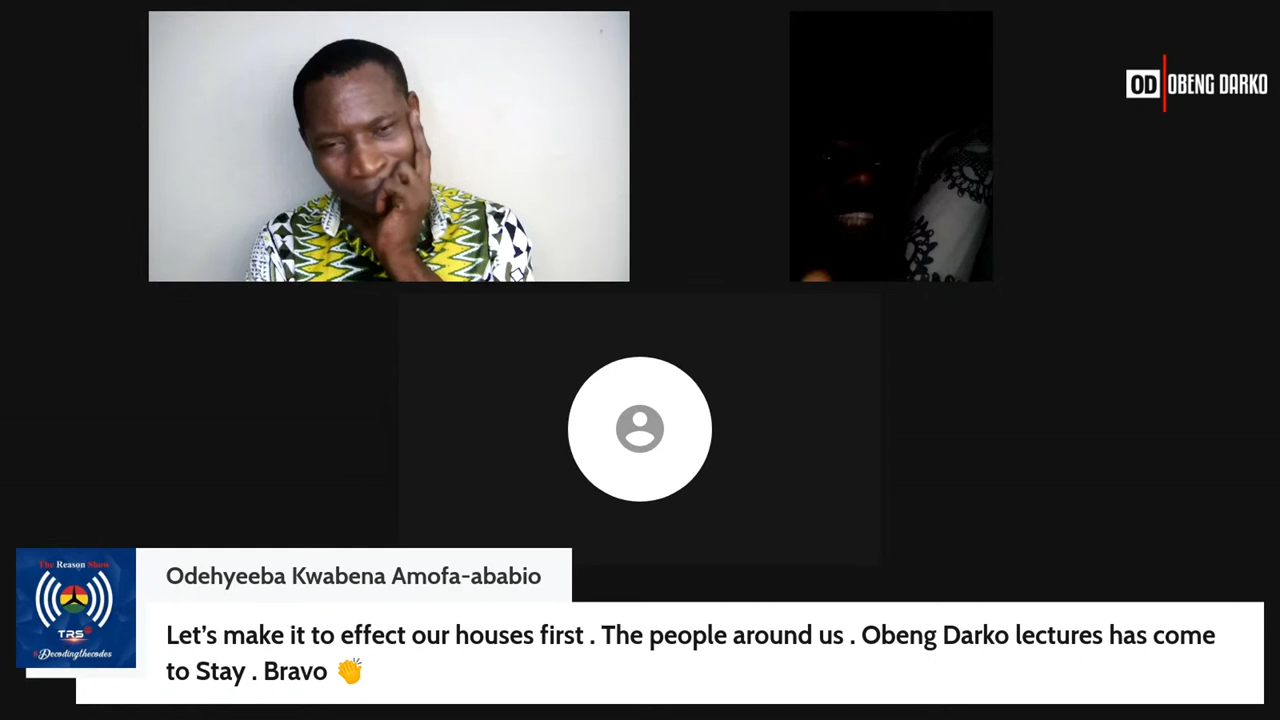 OD OBENG DARKO
The Reason Show
TRS
#Decodingthecodes
Odehyeeba Kwabena Amofa-ababio
Let's make it to effect our houses first . The people around us . Obeng Darko lectures has come
to Stay . Bravo 👏